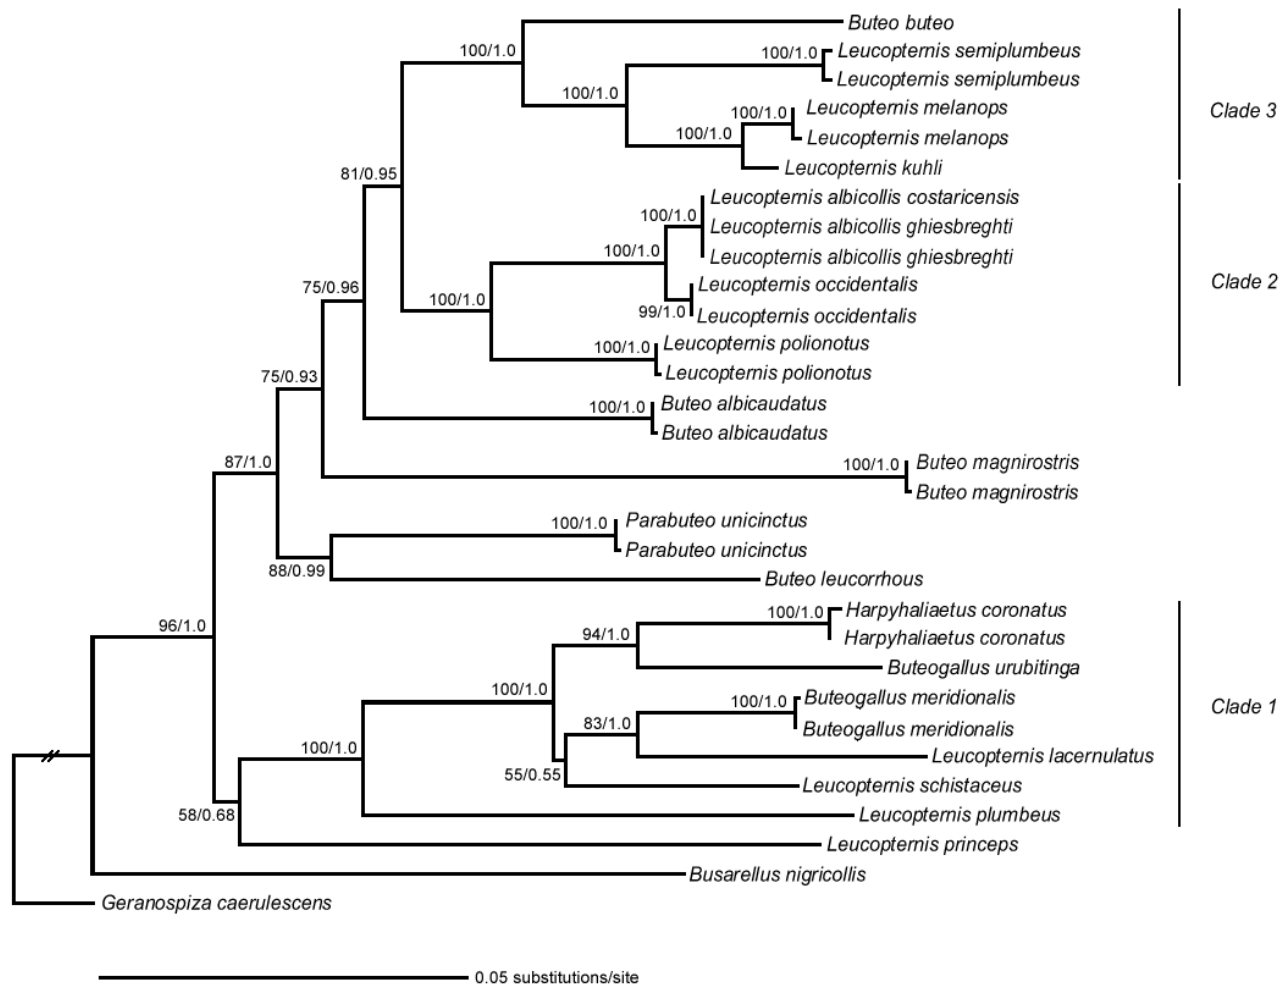 Buteo buteo
100/1.0
100/1.0
Leucopternis semiplumbeus
Leucopternis semiplumbeus
100/1.0
100/1.0
Leucopternis melanops
Clade 3
100/1.0
Leucopternis melanops
Leucopternis kuhli
81/0.95
Leucopternis albicollis costaricensis
100/1.0
Leucopternis albicollis ghiesbreghti
100/1.0
Leucopternis albicollis ghiesbreghti
75/0.96
Leucopternis occidentalis
Clade 2
100/1.0
99/1.0
Leucopternis occidentalis
100/1.0
Leucopternis polionotus
Leucopternis polionotus
75/0.93
100/1.0
Buteo albicaudatus
Buteo albicaudatus
87/1.0
100/1.0
Buteo magnirostris
Buteo magnirostris
100/1.0
Parabuteo unicinctus
Parabuteo unicinctus
88/0.99
Buteo leucorrhous
96/1.0
100/1.0
Harpyhaliaetus coronatus
94/1.0
Harpyhaliaetus coronatus
Buteogallus urubitinga
100/1.0
100/1.0
Buteogallus meridionalis
Clade 1
83/1.0
Buteogallus meridionalis
100/1.0
Leucopternis lacernulatus
55/0.55
Leucopternis schistaceus
58/0.68
Leucopternis plumbeus
Leucopternis princeps
Busarellus nigricollis
Geranospiza caerulescens
0.05 substitutions/site